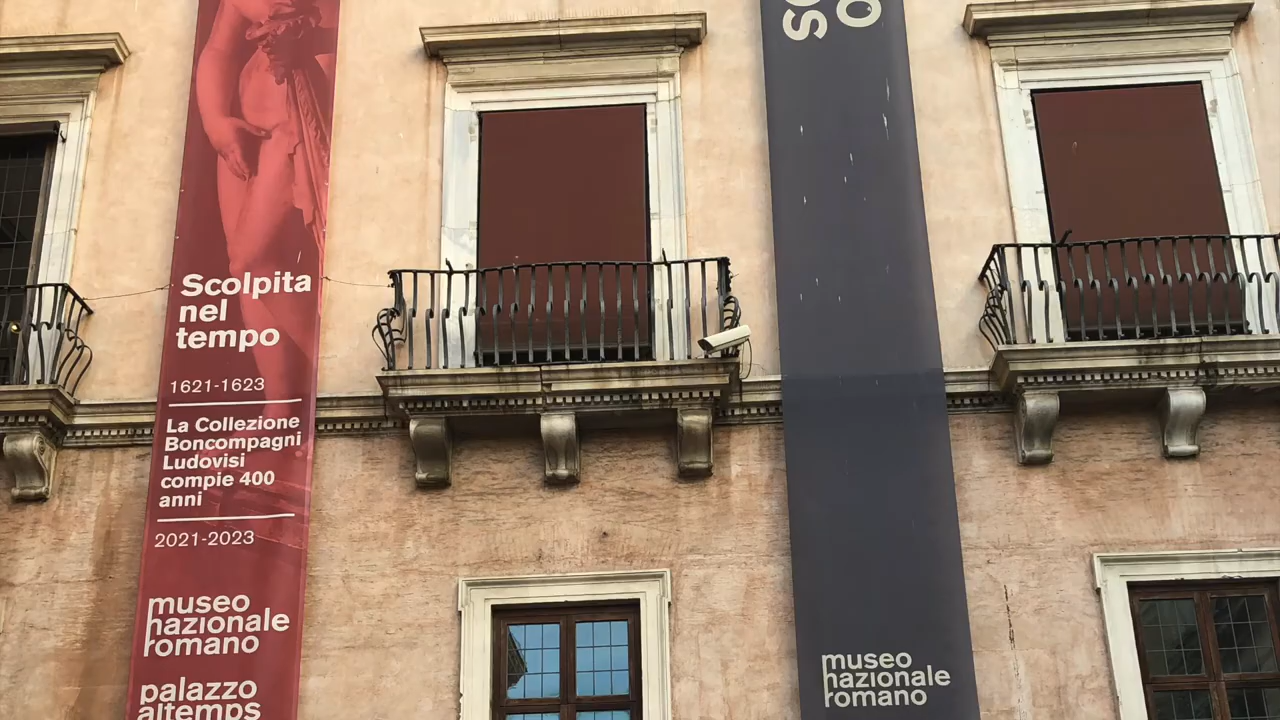 Scolpita
nel
tempo
1621-1623
La Collezione
Boncompagni
Ludovisi
compie 400
anni
2021-2023
museo
nazionale
romano
palazzo
altemps
museo
nazionale
romano